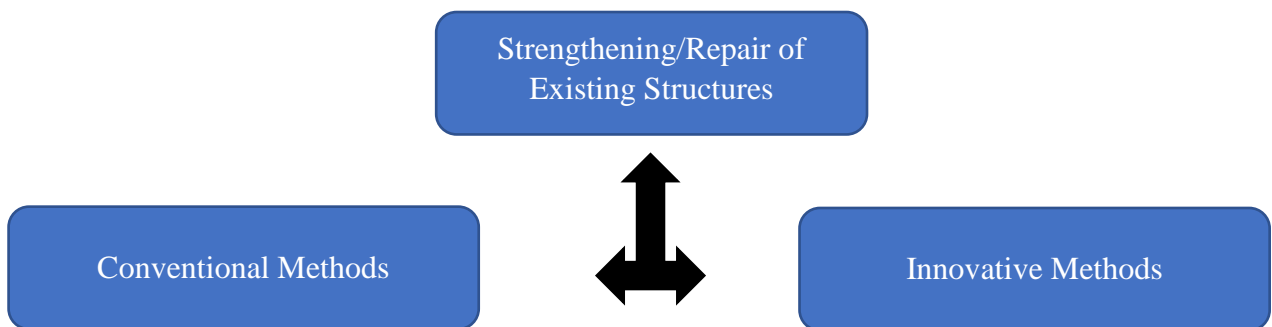 Strengthening/Repair of
Existing Structures
Conventional Methods
Innovative Methods